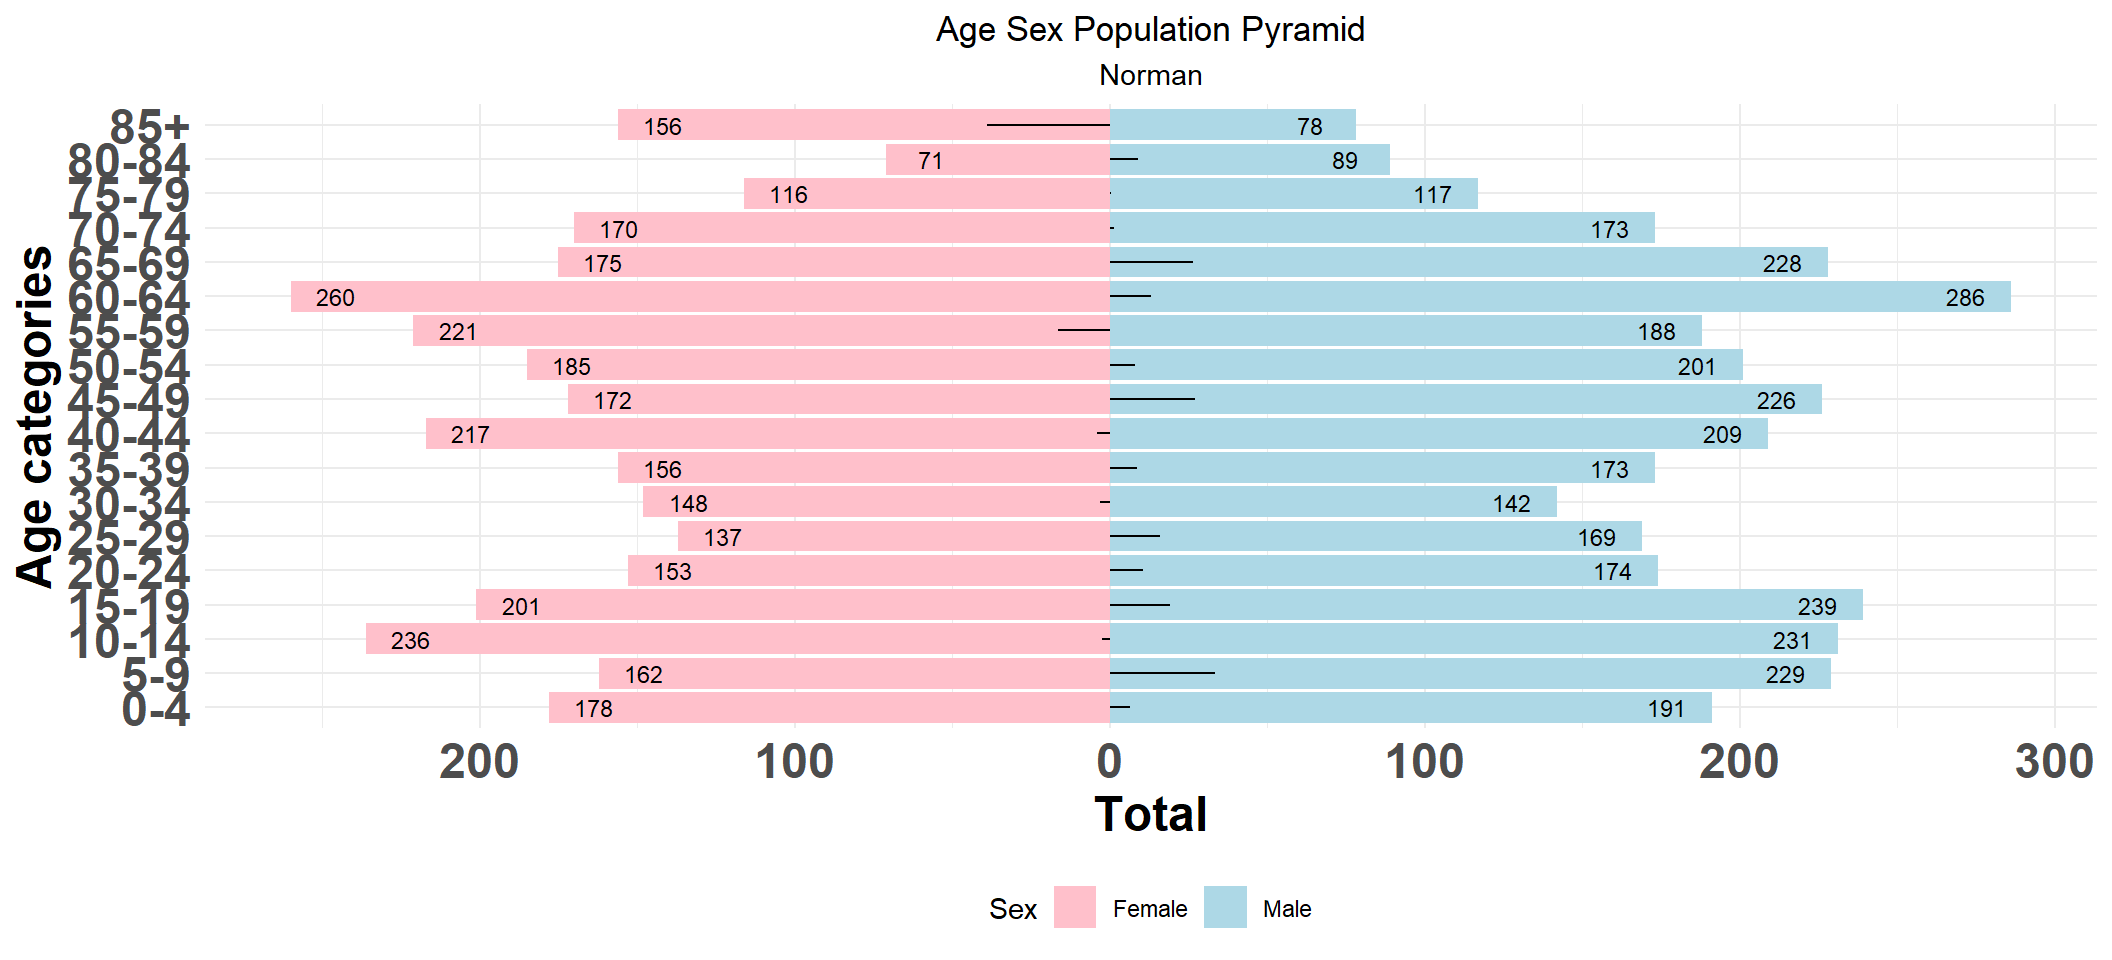 Age Sex Population Pyramid
Norman
Age categories
85+ 156 78
80-84 71 89
75-79 116 117
70-74 170 173
65-69 175 228
60-64 260 286
55-59 221 188
50-54 185 201
45-49 172 226
40-44 217 209
35-39 156 173
30-34 148 142
25-29 137 169
20-24 153 174
15-19 201 239
10-14 236 231
5-9 162 229
0-4 178 191
200 100 0 100 200 300
Total
Sex Female Male